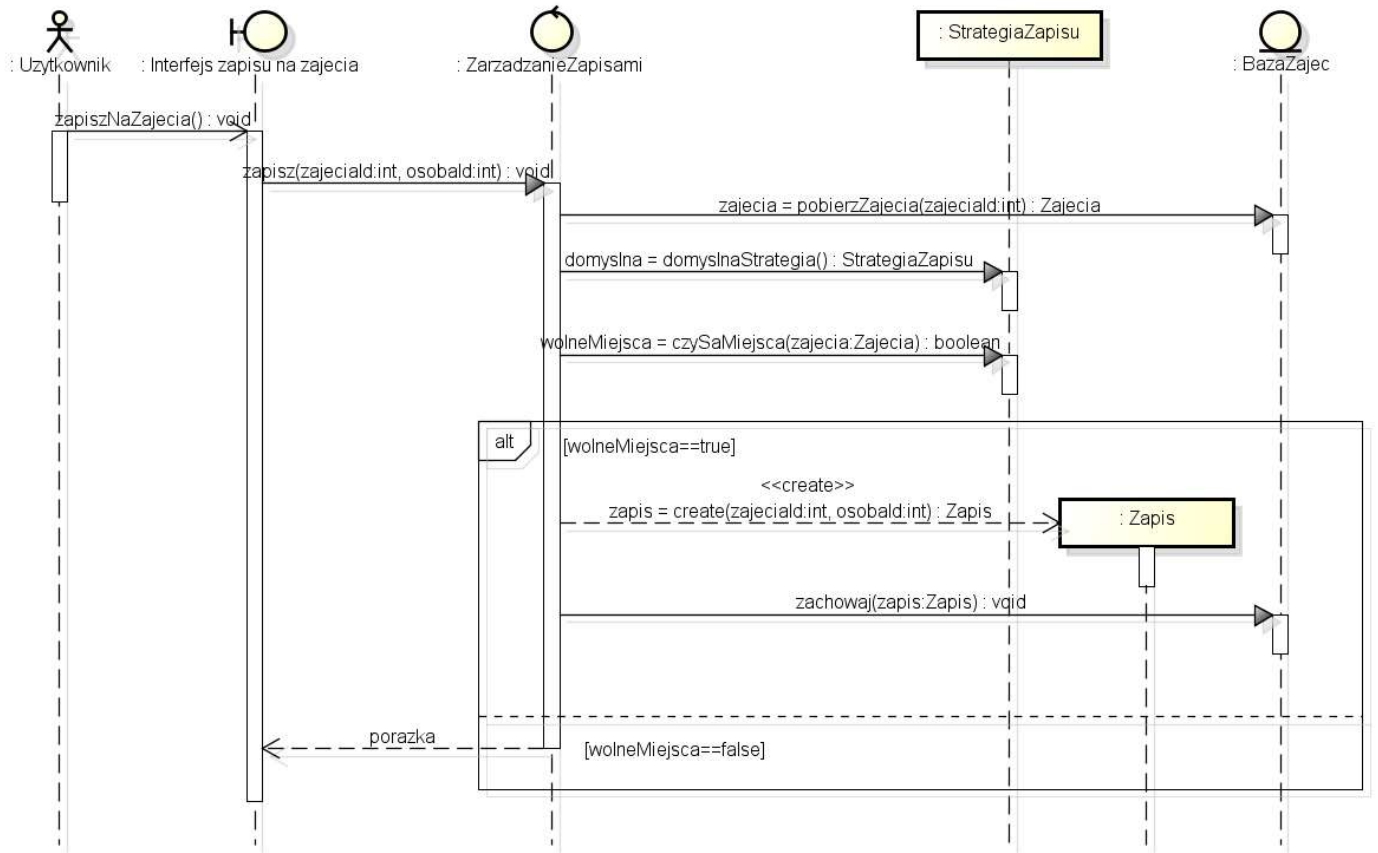 : Uzytkownik
: Interfejs zapisu na zajecia
: ZarzadzanieZapisami
: StrategiaZapisu
: BazaZajec
zapiszNaZajecia() : void
zapisz(zajeciaId:int, osobaId:int) : void
zajecia = pobierzZajecia(zajeciaId:int) : Zajecia
domyslna = domyslnaStrategia() : StrategiaZapisu
wolneMiejsca = czySaMiejsca(zajecia:Zajecia) : boolean
alt
[wolneMiejsca==true]
<<create>>
zapis = create(zajeciaId:int, osobaId:int) : Zapis
: Zapis
zachowaj(zapis:Zapis) : void
porazka
[wolneMiejsca==false]